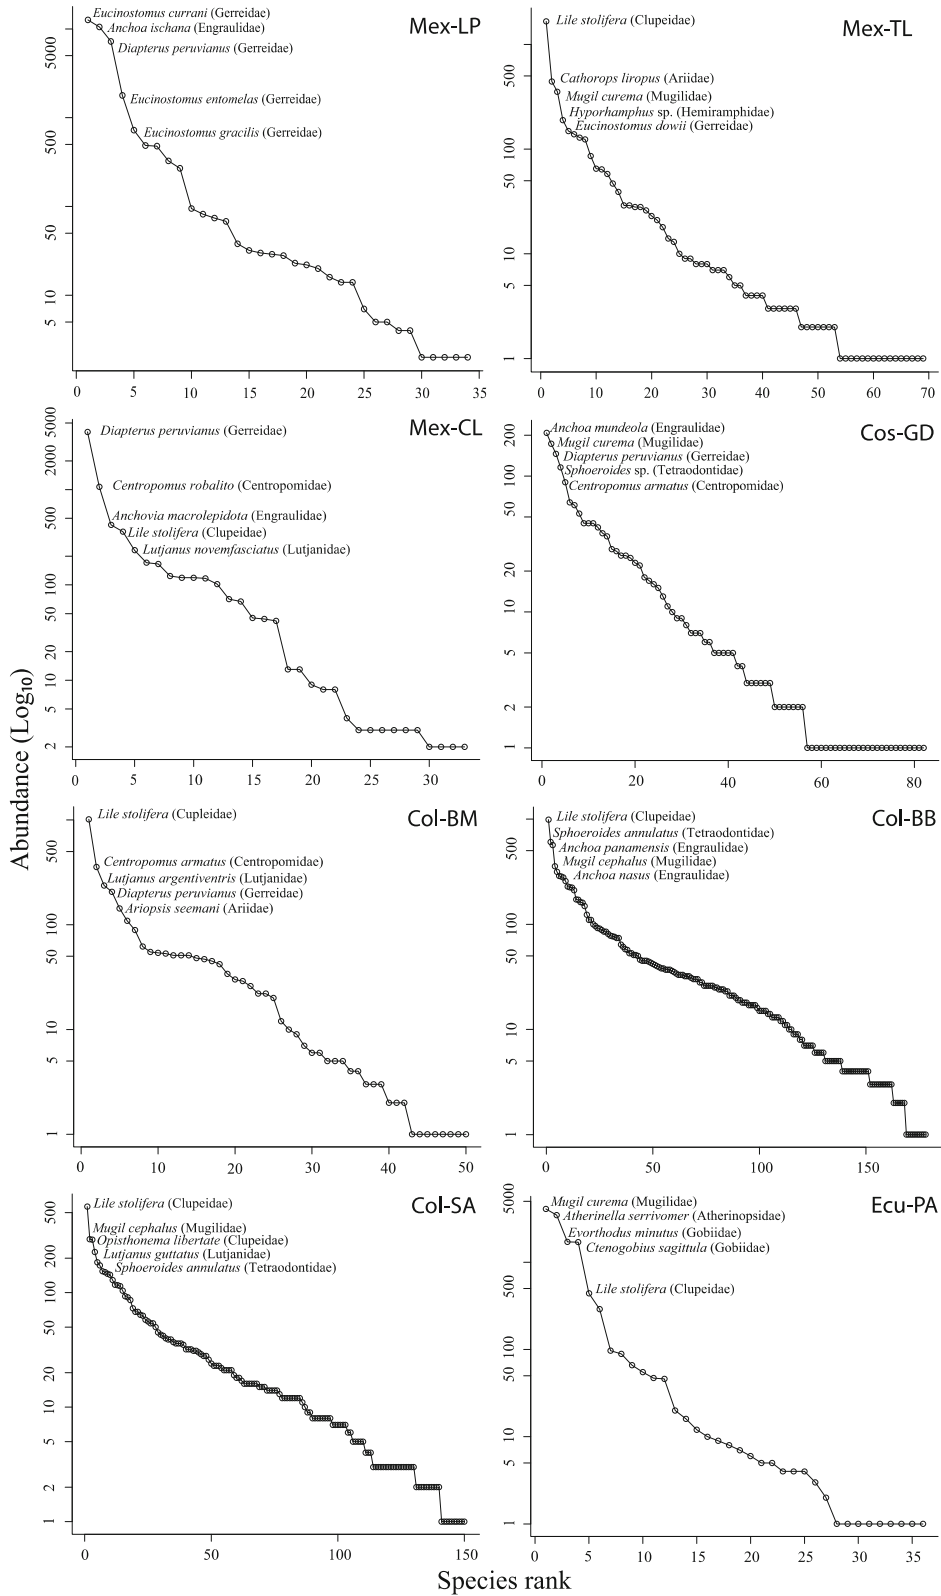 Mex-LP
Eucinostomus currani (Gerreidae)
Anchoa ischana (Engraulidae)
Diapterus peruvianus (Gerreidae)
Eucinostomus entomelas (Gerreidae)
Eucinostomus gracilis (Gerreidae)
5000
500
50
10
5
0 5 10 15 20 25 30 35
Mex-TL
Lile stolifera (Clupeidae)
Cathorops liropus (Ariidae)
Mugil curema (Mugilidae)
Hyporhamphus sp. (Hemiramphidae)
Eucinostomus dowii (Gerreidae)
500
100
50
10
5
1
0 10 20 30 40 50 60 70
Mex-CL
Diapterus peruvianus (Gerreidae)
Centropomus robalito (Centropomidae)
Anchovia macrolepidota (Engraulidae)
Lile stolifera (Clupeidae)
Lutjanus novemfasciatus (Lutjanidae)
5000
2000
500
100
50
20
10
5
2
0 5 10 15 20 25 30
Cos-GD
Anchoa mundeola (Engraulidae)
Mugil curema (Mugilidae)
Diapterus peruvianus (Gerreidae)
Sphoeroides sp. (Tetraodontidae)
Centropomus armatus (Centropomidae)
200
100
50
20
10
5
2
1
0 20 40 60 80
Abundance (Log10)
Col-BM
Lile stolifera (Cupleidae)
Centropomus armatus (Centropomidae)
Lutjanus argentiventris (Lutjanidae)
Diapterus peruvianus (Gerreidae)
Ariopsis seemani (Ariidae)
500
100
50
10
5
1
0 10 20 30 40 50
Col-BB
Lile stolifera (Clupeidae)
Sphoeroides annulatus (Tetraodontidae)
Anchoa panamensis (Engraulidae)
Mugil cephalus (Mugilidae)
Anchoa nasus (Engraulidae)
500
100
50
10
5
1
0 50 100 150
Col-SA
Lile stolifera (Clupeidae)
Mugil cephalus (Mugilidae)
Opisthonema libertate (Clupeidae)
Lutjanus guttatus (Lutjanidae)
Sphoeroides annulatus (Tetraodontidae)
500
200
100
50
20
10
5
2
1
0 50 100 150
Ecu-PA
Mugil curema (Mugilidae)
Atherinella serrivomer (Atherinopsidae)
Evorthodus minutus (Gobiidae)
Ctenogobius sagittula (Gobiidae)
Lile stolifera (Clupeidae)
5000
500
100
50
10
5
1
0 5 10 15 20 25 30 35
Species rank